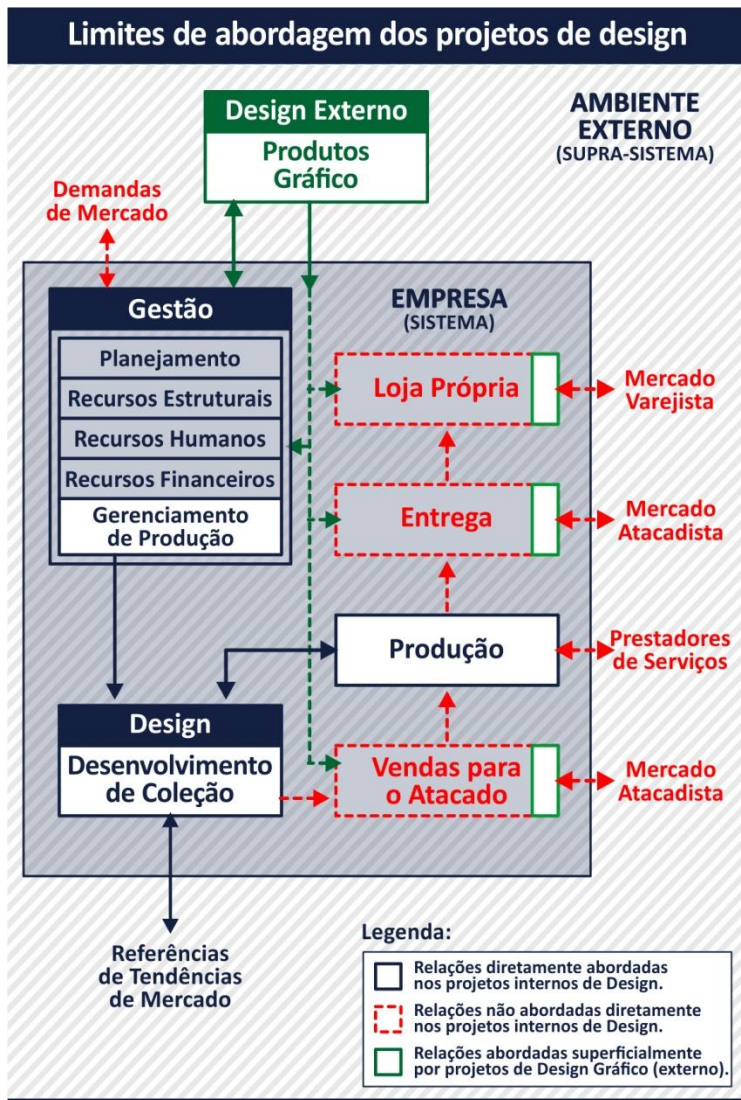 Limites de abordagem dos projetos de design
Design Externo
Produtos
Gráfico
AMBIENTE
EXTERNO
(SUPRA-SISTEMA)
Demandas
de Mercado
EMPRESA
(SISTEMA)
Gestão
Planejamento
Recursos Estruturais
Recursos Humanos
Recursos Financeiros
Gerenciamento
de Produção
Loja Própria
Mercado
Varejista
Entrega
Mercado
Atacadista
Produção
Prestadores
de Serviços
Design
Desenvolvimento
de Coleção
Vendas para
o Atacado
Mercado
Atacadista
Referências
de Tendências
de Mercado
Legenda:
Relações diretamente abordadas
nos projetos internos de Design.
Relações não abordadas diretamente
nos projetos internos de Design.
Relações abordadas superficialmente
por projetos de Design Gráfico (externo).